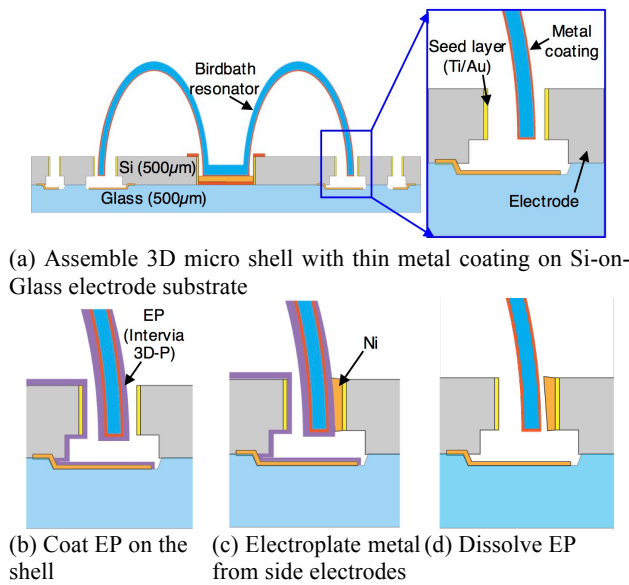 Birdbath
resonator
Si (500µm)
Glass (500µm)
Seed layer
(Ti/Au)
Metal
coating
Electrode
(a) Assemble 3D micro shell with thin metal coating on Si-on-
Glass electrode substrate
EP
(Intervia
3D-P)
Ni
(b) Coat EP on the
shell
(c) Electroplate metal
from side electrodes
(d) Dissolve EP